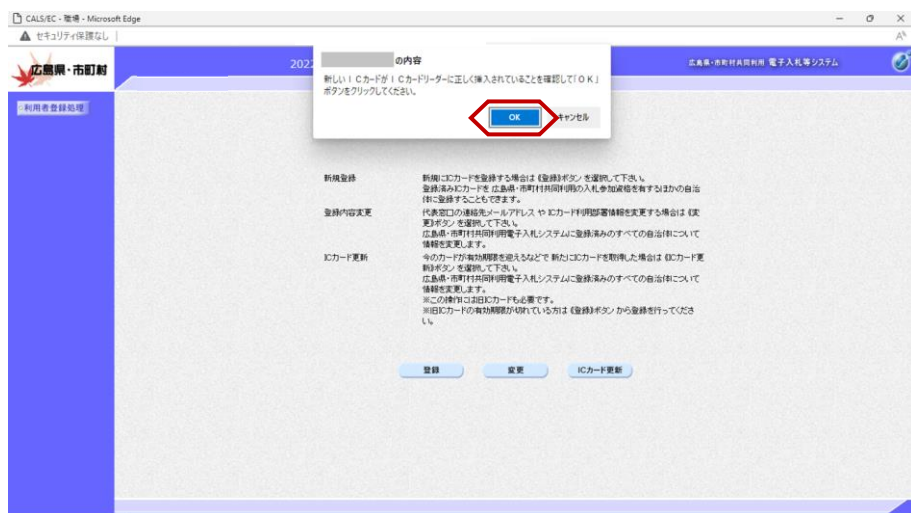 CALS/EC - 職場 - Microsoft Edge
セキュリティ保護なし
広島県・市町村
2022
広島県・市町村共同利用 電子入札等システム
の内容
新しいＩＣカードがＩＣカードリーダーに正しく挿入されていることを確認して「ＯＫ」
ボタンをクリックしてください。
OK
キャンセル
利用者登録処理
新規登録
新規にICカードを登録する場合は《登録》ボタン を選択して下さい。
登録済みICカードを 広島県・市町村共同利用の入札参加資格を有するほかの自治
体に登録することもできます。
登録内容変更
代表窓口の連絡先メールアドレス や ICカード利用部署情報を変更する場合は 《変
更》ボタン を選択して下さい。
広島県・市町村共同利用電子入札システムに登録済みのすべての自治体について
情報を変更します。
ICカード更新
今のカードが有効期限を迎えるなどで 新たにICカードを取得した場合は 《ICカード更
新》ボタン を選択して下さい。
広島県・市町村共同利用電子入札システムに登録済みのすべての自治体について
情報を変更します。
※この操作には旧ICカードも必要です。
※旧ICカードの有効期限が切れている方は 《登録》ボタン から登録を行ってくださ
い。
登録
変更
ICカード更新